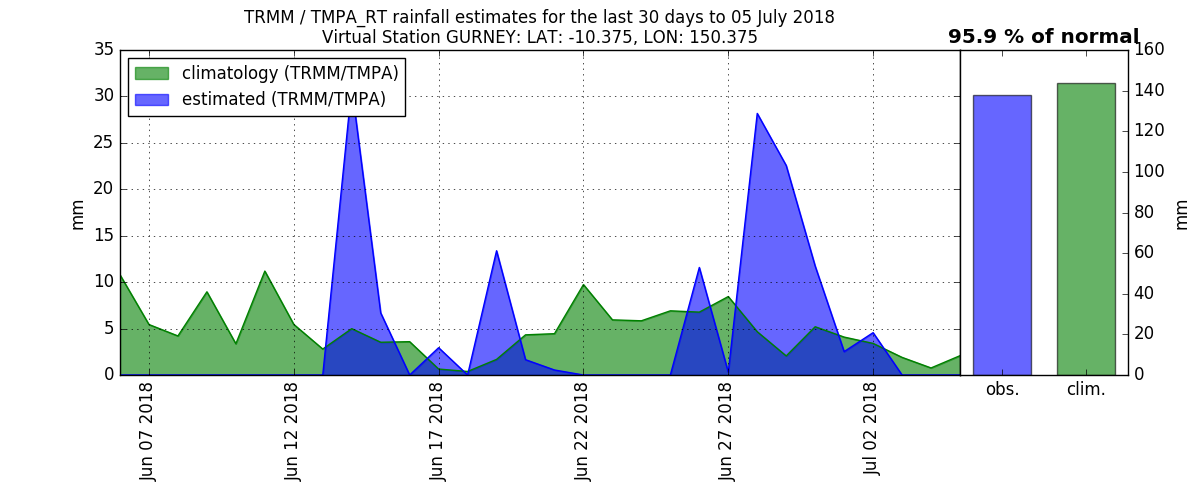 TRMM / TMPA_RT rainfall estimates for the last 30 days to 05 July 2018
Virtual Station GURNEY: LAT: -10.375, LON: 150.375
95.9 % of normal
climatology (TRMM/TMPA)
estimated (TRMM/TMPA)
35
30
25
20
15
10
5
0
mm
Jun 07 2018
Jun 12 2018
Jun 17 2018
Jun 22 2018
Jun 27 2018
Jul 02 2018
obs.
clim.
160
140
120
100
80
60
40
20
0
mm